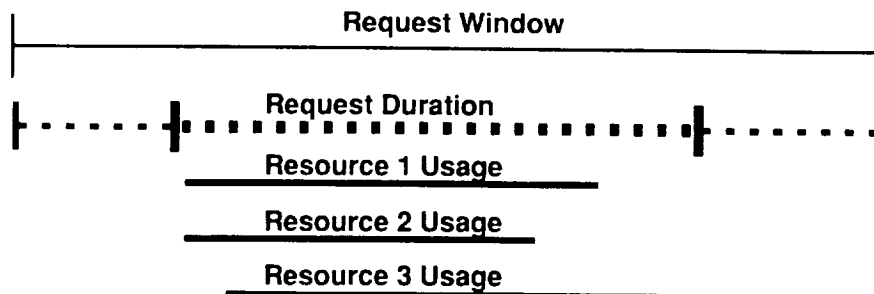 Request Window
Request Duration
Resource 1 Usage
Resource 2 Usage
Resource 3 Usage